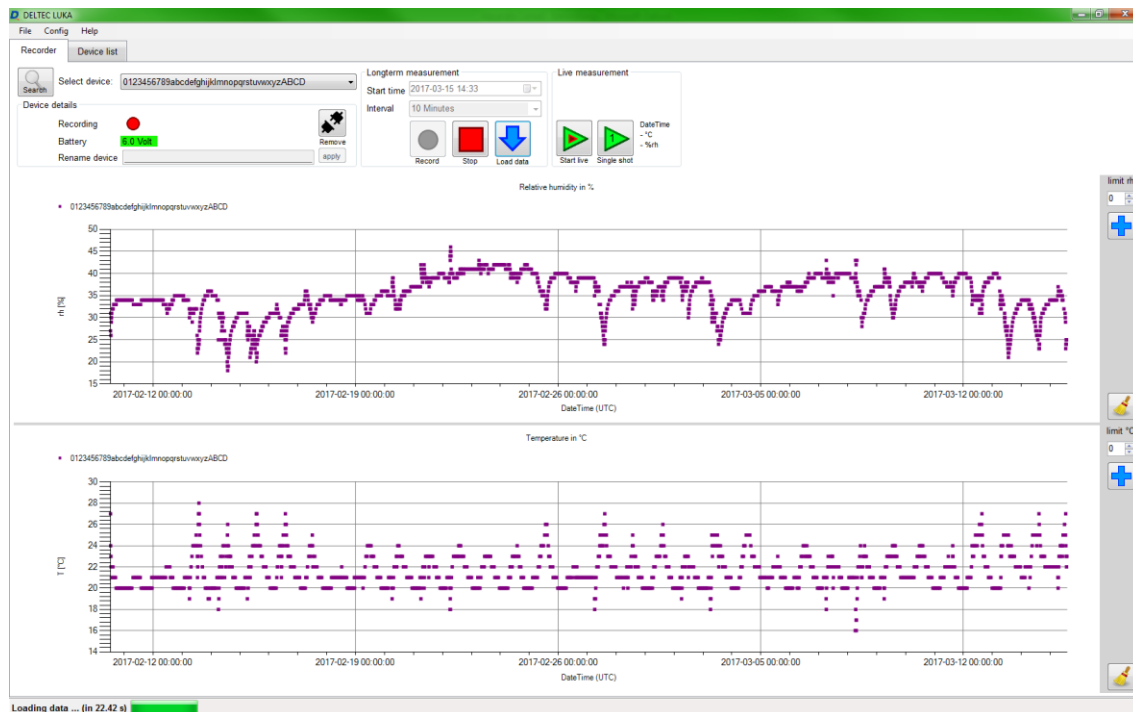 DELTEC LUKA
File Config Help
Recorder Device list
Search
Select device: 0123456789abcdefghijklmnopqrstuvwxyzABCD
Device details
Recording
Battery 6.0 Volt
Rename device
apply
Remove
Longterm measurement
Start time 2017-03-15 14:33
Interval 10 Minutes
Record Stop Load data
Live measurement
Start live
1
Single shot
DateTime
- °C
- %rh
Relative humidity in %
0123456789abcdefghijklmnopqrstuvwxyzABCD
50
45
40
35
30
25
20
15
rh [%]
2017-02-12 00:00:00 2017-02-19 00:00:00 2017-02-26 00:00:00 2017-03-05 00:00:00 2017-03-12 00:00:00
DateTime (UTC)
limit rh
0
Temperature in °C
0123456789abcdefghijklmnopqrstuvwxyzABCD
30
28
26
24
22
20
18
16
14
T [°C]
2017-02-12 00:00:00 2017-02-19 00:00:00 2017-02-26 00:00:00 2017-03-05 00:00:00 2017-03-12 00:00:00
DateTime (UTC)
limit °C
0
Loading data ... (in 22.42 s)